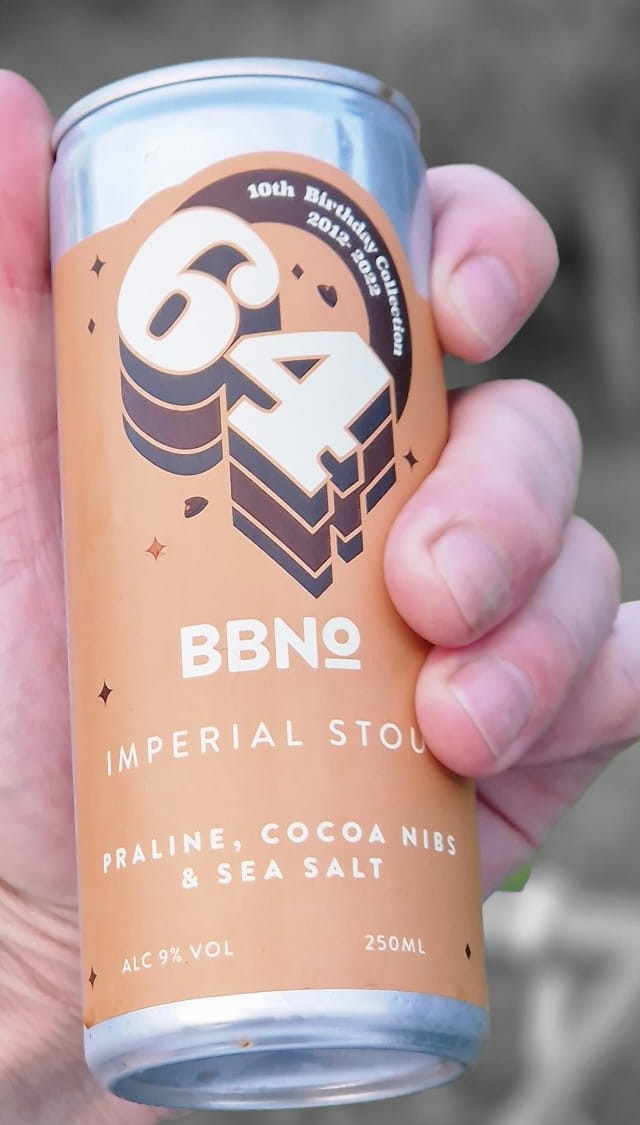 10th Birthday Collection
2012-2022
64
BBNO
IMPERIAL STOU
PRALINE, COCOA NIBS
& SEA SALT
ALC 9% VOL
250ML